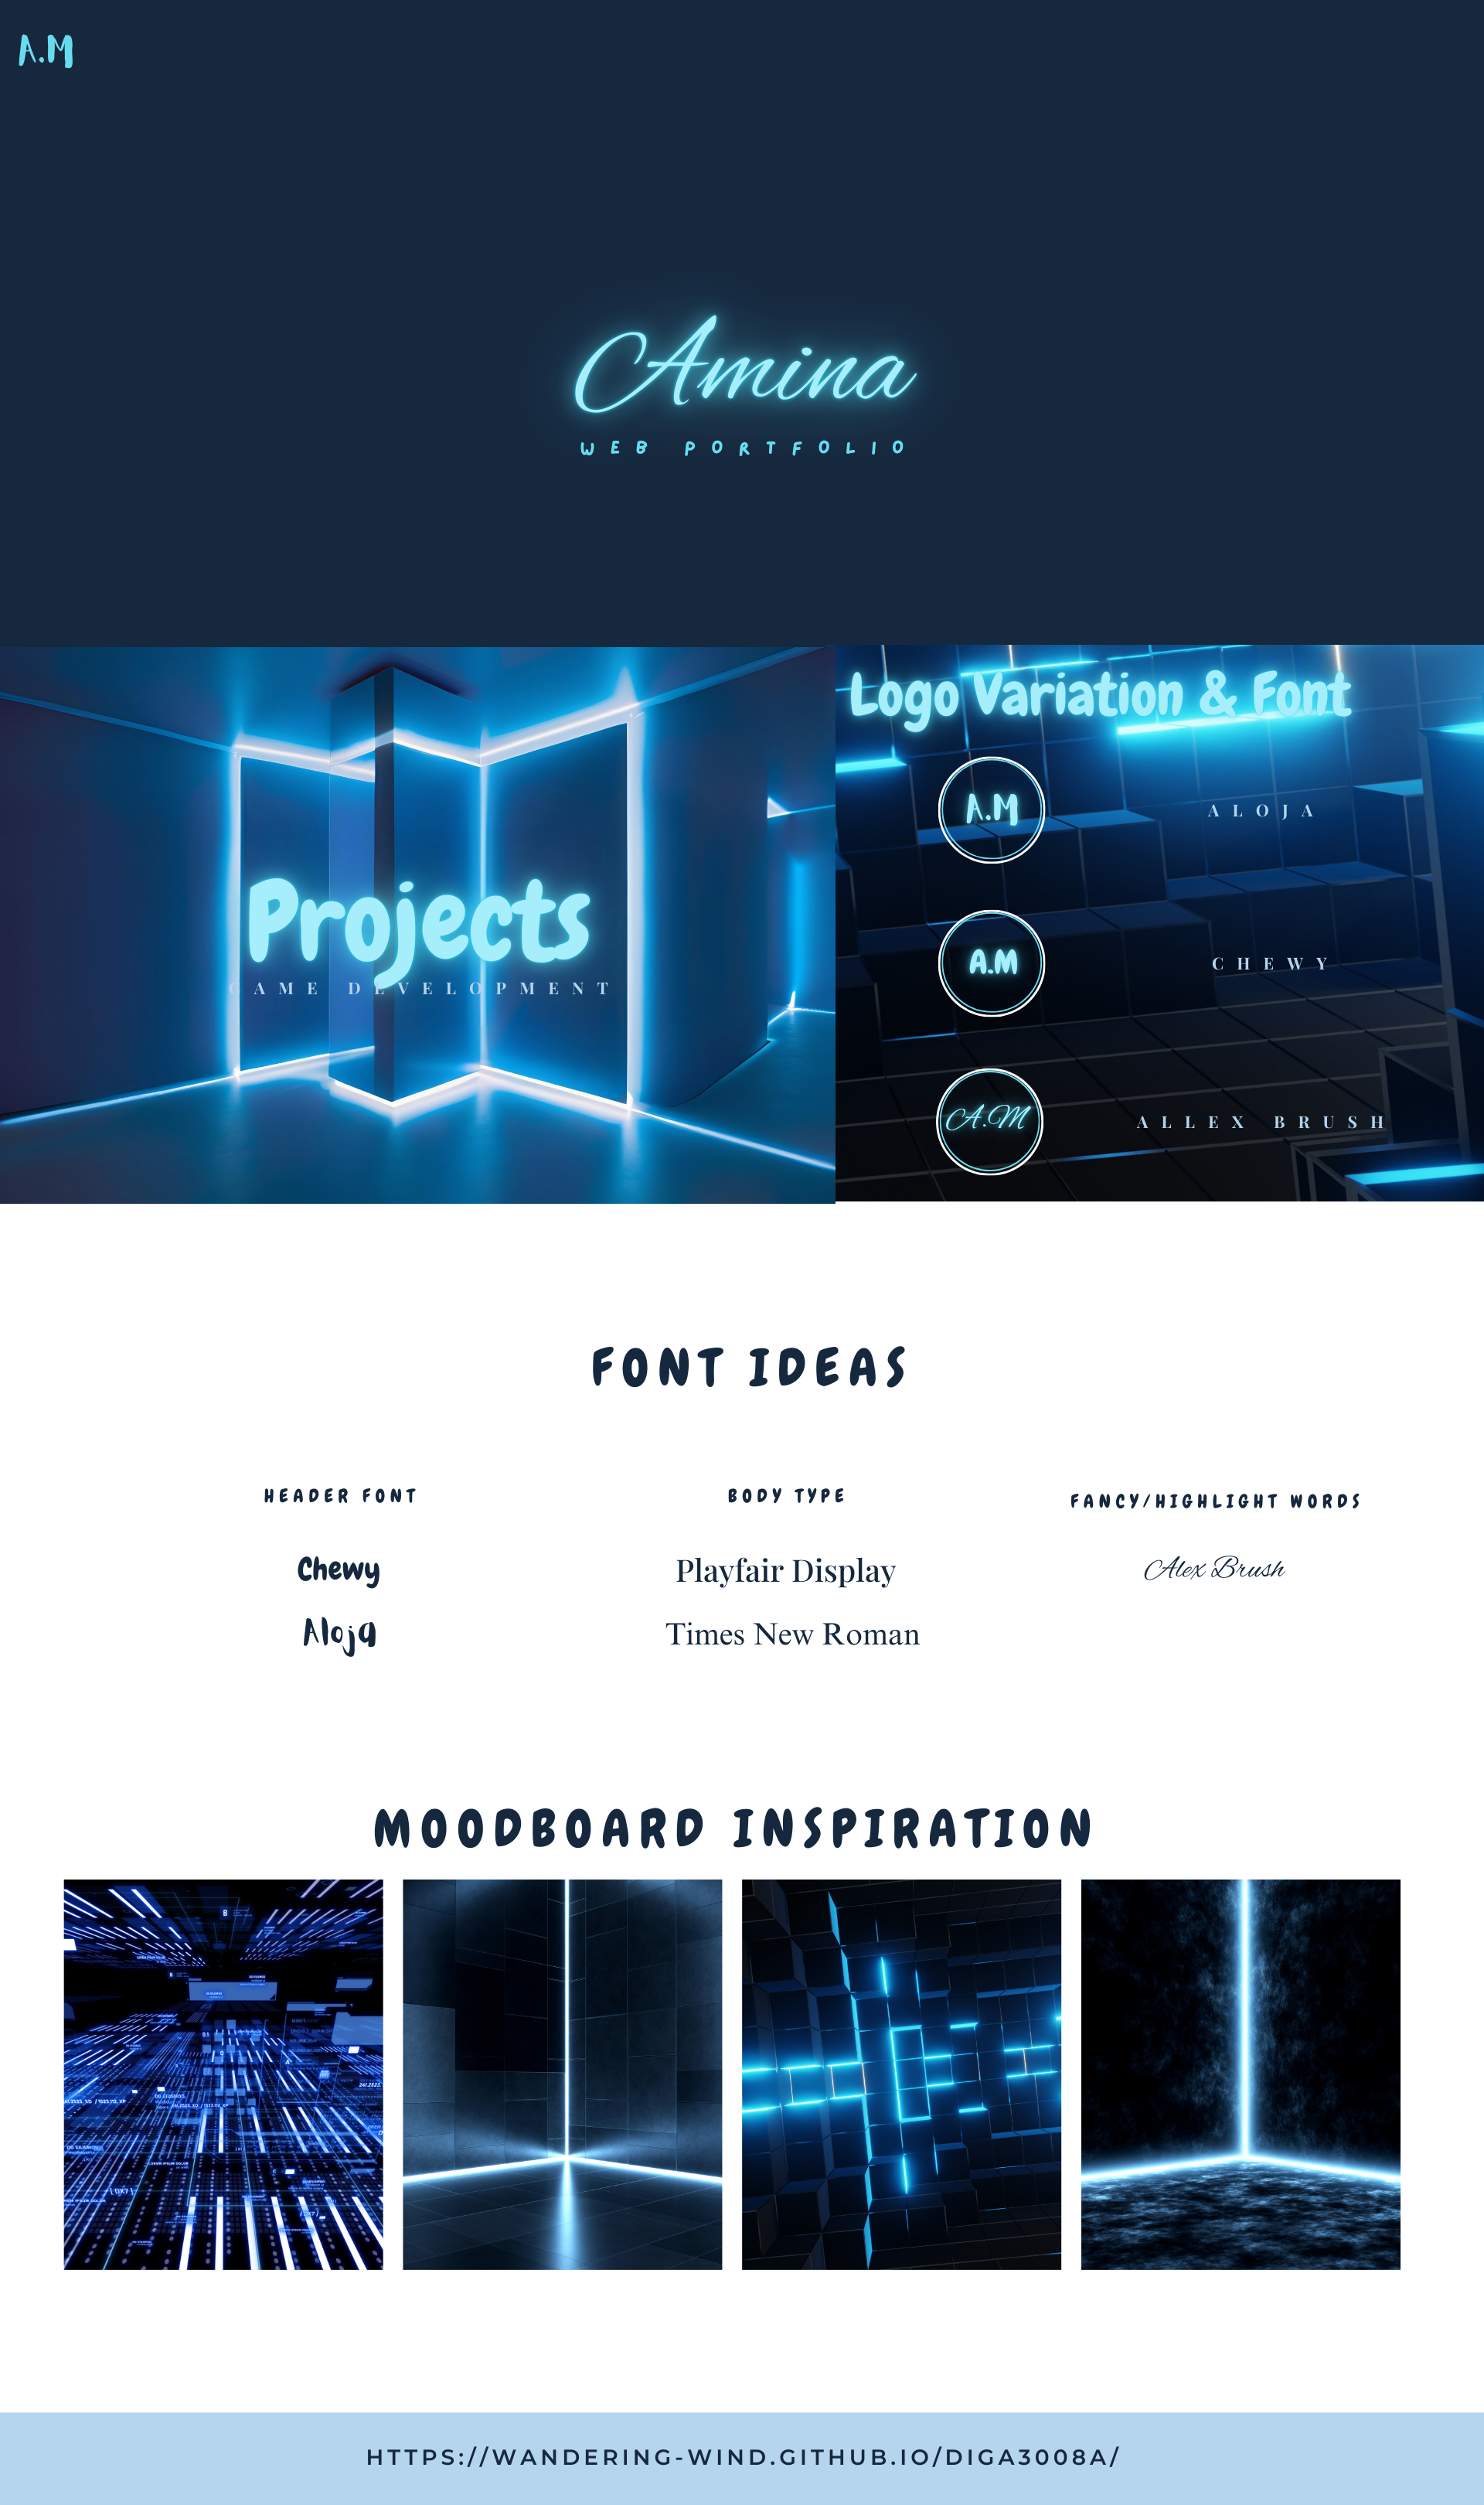 A.M
Amina
WEB PORTFOLIO
Projects
GAME DEVELOPMENT
Logo Variation & Font
A.M
ALOJA
A.M
CHEWY
A.M
ALLEX BRUSH
FONT IDEAS
HEADER FONT
Chewy
Aloja
BODY TYPE
Playfair Display
Times New Roman
FANCY/HIGHLIGHT WORDS
Alex Brush
MOODBOARD INSPIRATION
HTTPS://WANDERING-WIND.GITHUB.IO/DIGA3008A/